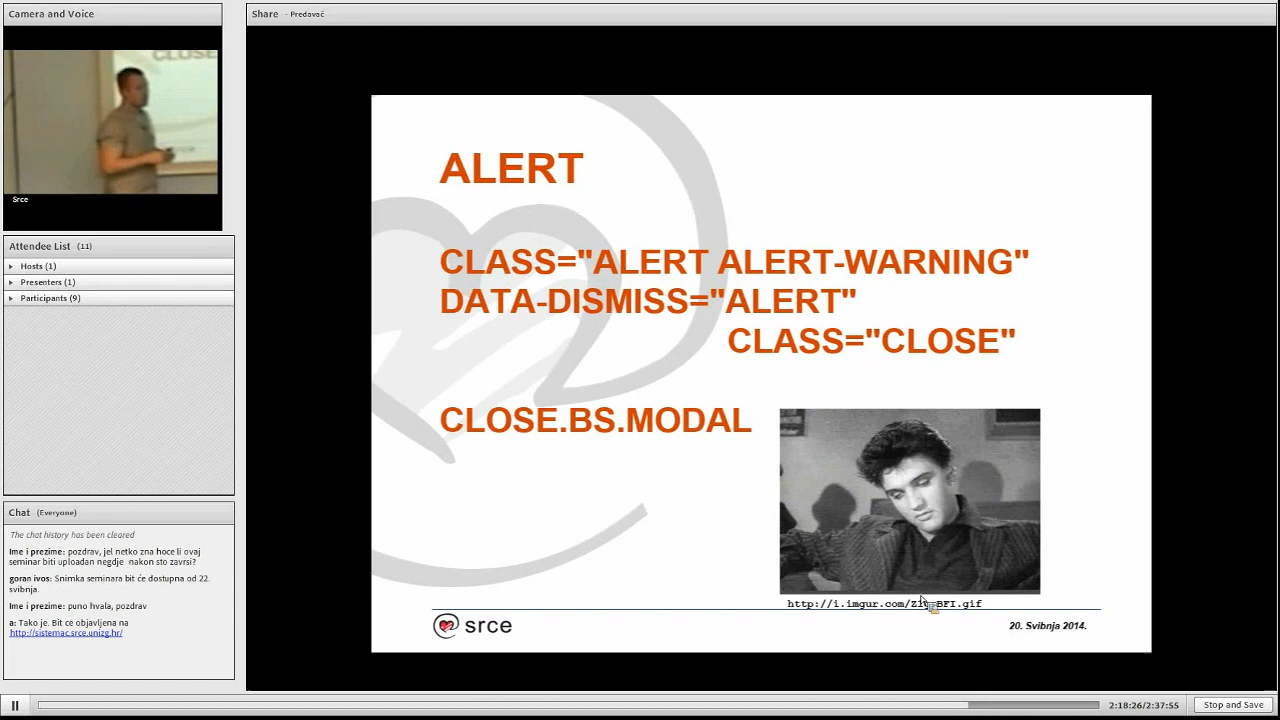 Camera and Voice
CLOSE
Srce
Attendee List (11)
Hosts (1)
Presenters (1)
Participants (9)
Chat (Everyone)
The chat history has been cleared
Ime i prezime: pozdrav, jel netko zna hoce li ovaj
seminar biti uploadan negdje nakon sto zavrsi?
goran ivos: Snimka seminara bit će dostupna od 22.
svibnja.
Ime i prezime: puno hvala, pozdrav
a: Tako je. Bit ce objavljena na
http://sistemac.srce.unizg.hr/
Share - Predavač
ALERT
CLASS="ALERT ALERT-WARNING"
DATA-DISMISS="ALERT"
CLASS="CLOSE"
CLOSE.BS.MODAL
srce
20. Svibnja 2014.
2:18:26/2:37:55
Stop and Save